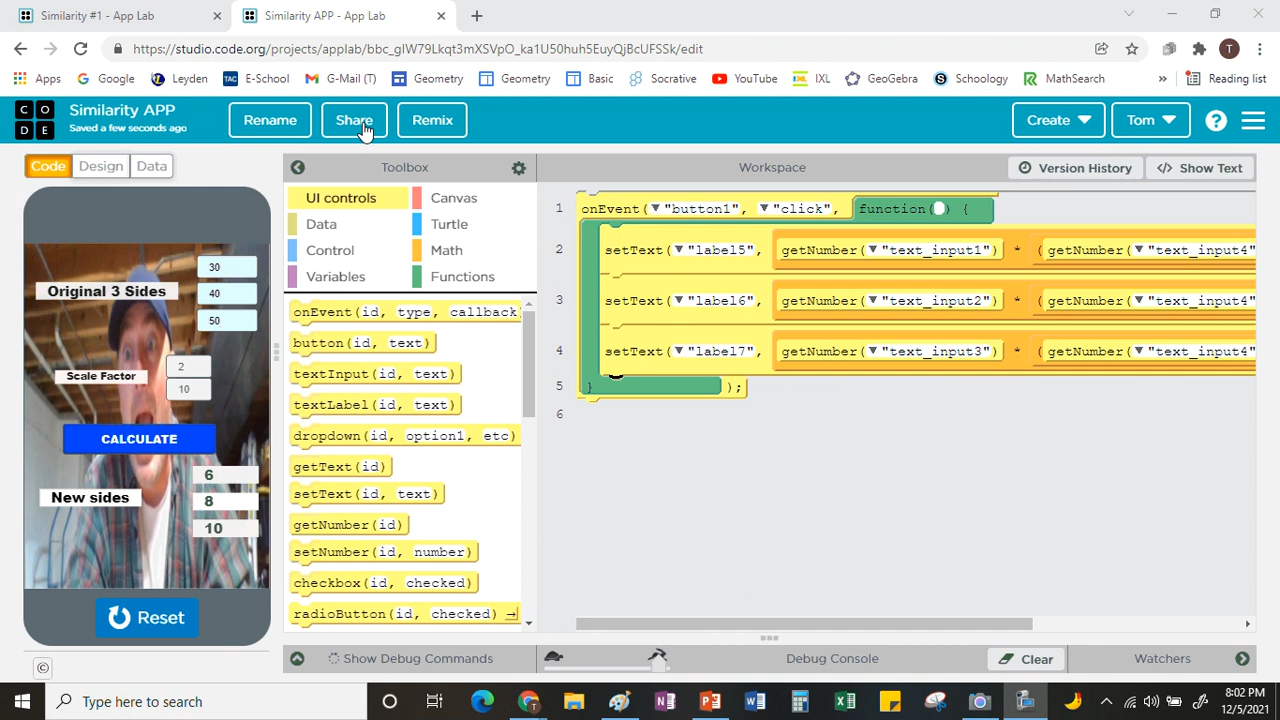 Similarity #1 - App Lab
Similarity APP - App Lab
https://studio.code.org/projects/applab/bbc_gIW79Lkqt3mXSVpO_ka1U50huh5EuyQjBcUFSSk/edit
T
Apps
Google
Leyden
TAC E-School
G-Mail (T)
Geometry
Geometry
Basic
Socrative
YouTube
IXL
GeoGebra
Schoology
MathSearch
»
Reading list
CODE
Similarity APP
Saved a few seconds ago
Rename
Share
Remix
Create
Tom
?
Code
Design
Data
Toolbox
Workspace
Version History
</> Show Text
UI controls
Canvas
Data
Turtle
Control
Math
Variables
Functions
onEvent(id, type, callback)
button(id, text)
textInput(id, text)
textLabel(id, text)
dropdown(id, option1, etc)
getText(id)
setText(id, text)
getNumber(id)
setNumber(id, number)
checkbox(id, checked)
radioButton(id, checked)
1 onEvent("button1", "click", function( ) {
2 setText("label5", getNumber("text_input1") * (getNumber("text_input4"
3 setText("label6", getNumber("text_input2") * (getNumber("text_input4"
4 setText("label7", getNumber("text_input3") * (getNumber("text_input4"
5 } );
6
Original 3 Sides
30
40
50
Scale Factor
2
10
CALCULATE
New sides
6
8
10
Reset
©
Show Debug Commands
Debug Console
Clear
Watchers
Type here to search
8:02 PM
12/5/2021